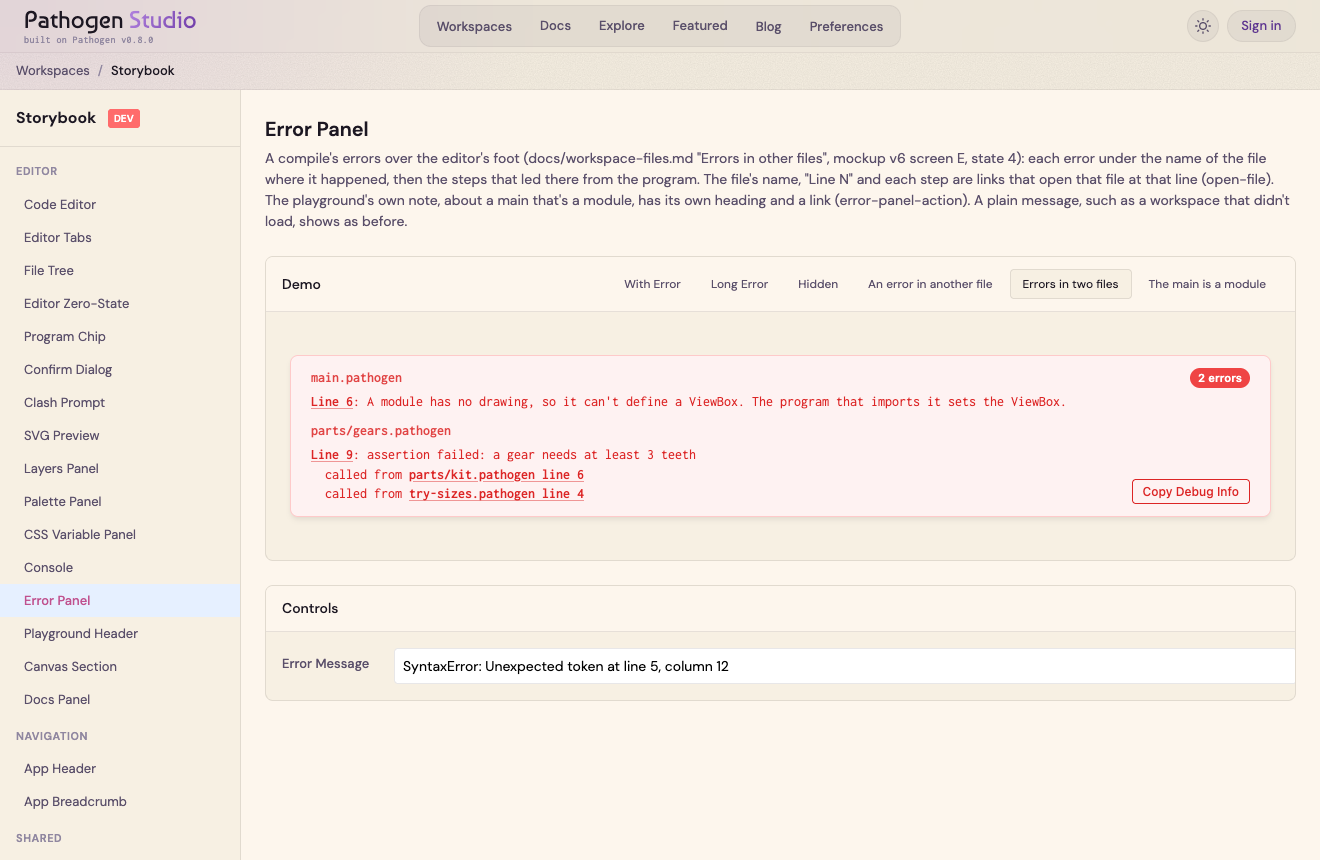 Pathogen Studio
built on Pathogen v0.8.0
Workspaces Docs Explore Featured Blog Preferences
Sign in
Workspaces / Storybook
Storybook DEV
EDITOR
Code Editor
Editor Tabs
File Tree
Editor Zero-State
Program Chip
Confirm Dialog
Clash Prompt
SVG Preview
Layers Panel
Palette Panel
CSS Variable Panel
Console
Error Panel
Playground Header
Canvas Section
Docs Panel
NAVIGATION
App Header
App Breadcrumb
SHARED
Error Panel
A compile's errors over the editor's foot (docs/workspace-files.md "Errors in other files", mockup v6 screen E, state 4): each error under the name of the file
where it happened, then the steps that led there from the program. The file's name, "Line N" and each step are links that open that file at that line (open-file).
The playground's own note, about a main that's a module, has its own heading and a link (error-panel-action). A plain message, such as a workspace that didn't
load, shows as before.
Demo
With Error Long Error Hidden An error in another file Errors in two files The main is a module
main.pathogen
2 errors
Line 6: A module has no drawing, so it can't define a ViewBox. The program that imports it sets the ViewBox.
parts/gears.pathogen
Line 9: assertion failed: a gear needs at least 3 teeth
called from parts/kit.pathogen line 6
called from try-sizes.pathogen line 4
Copy Debug Info
Controls
Error Message
SyntaxError: Unexpected token at line 5, column 12